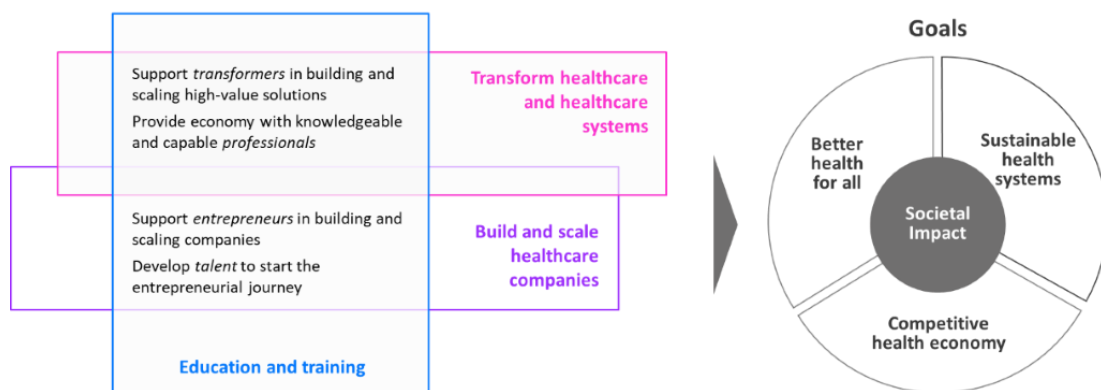 Support transformers in building and
scaling high-value solutions
Provide economy with knowledgeable
and capable professionals
Transform healthcare
and healthcare
systems
Support entrepreneurs in building and
scaling companies
Develop talent to start the
entrepreneurial journey
Build and scale
healthcare
companies
Education and training
Goals
Better
health
for all
Sustainable
health
systems
Societal
Impact
Competitive
health economy